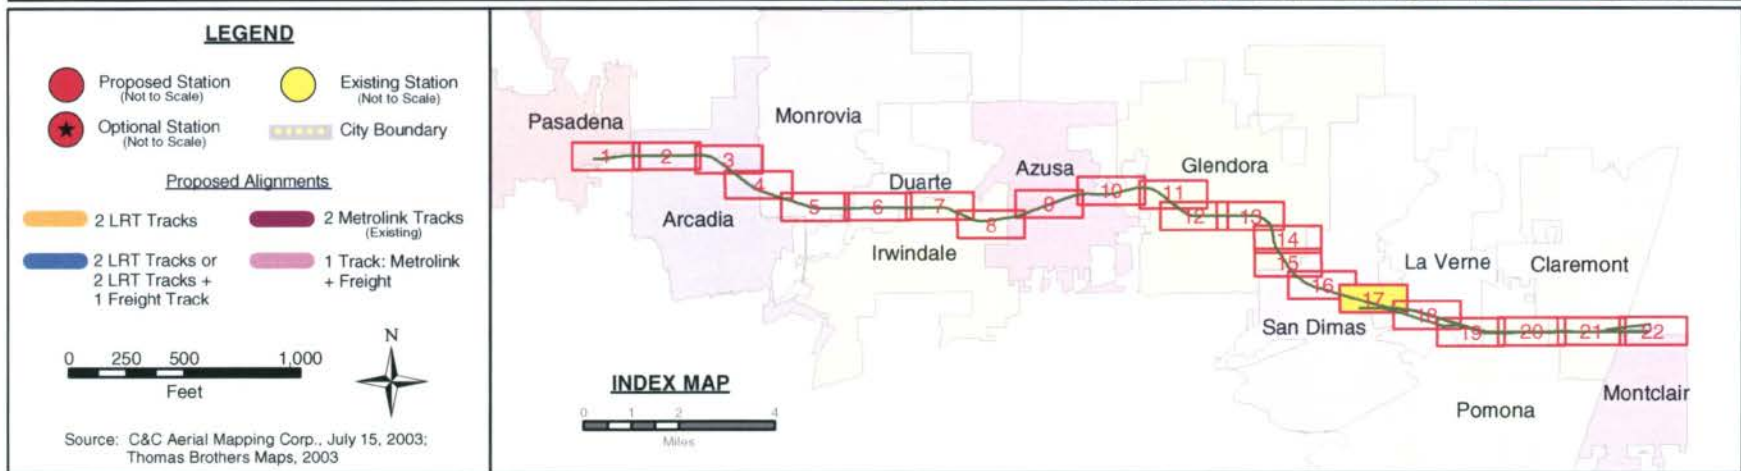 LEGEND
Proposed Station
(Not to Scale)
Existing Station
(Not to Scale)
Optional Station
(Not to Scale)
City Boundary
Proposed Alignments
2 LRT Tracks
2 Metrolink Tracks
(Existing)
2 LRT Tracks or
2 LRT Tracks +
1 Freight Track
1 Track: Metrolink
+ Freight
0 250 500 1,000
Feet
N
Source: C&C Aerial Mapping Corp., July 15, 2003;
Thomas Brothers Maps, 2003
Pasadena
Monrovia
Arcadia
Duarte
Irwindale
Azusa
Glendora
San Dimas
La Verne
Claremont
Pomona
Montclair
1 2 3
4
5 6 7
8
9
10
11
12 13
14
15
16
17
18
19 20 21 22
INDEX MAP
0 1 2 4
Miles